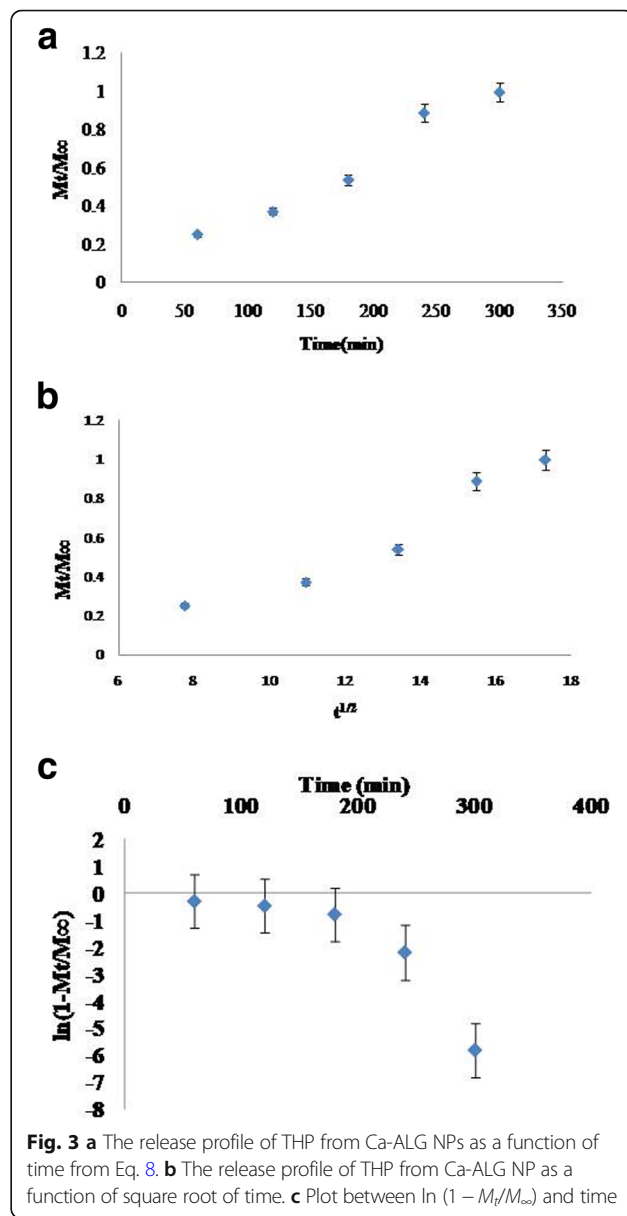 a
1.2
1
0.8
0.6
0.4
0.2
0
Mt/M∞
0 50 100 150 200 250 300 350
Time(min)
b
1.2
1
0.8
0.6
0.4
0.2
0
Mt/M∞
6 8 10 12 14 16 18
t^1/2
c
Time (min)
0 100 200 300 400
2
1
0
-1
-2
-3
-4
-5
-6
-7
-8
ln(1-Mt/M∞)
Fig. 3 a The release profile of THP from Ca-ALG NPs as a function of
time from Eq. 8. b The release profile of THP from Ca-ALG NP as a
function of square root of time. c Plot between ln (1 – Mt/M∞) and time